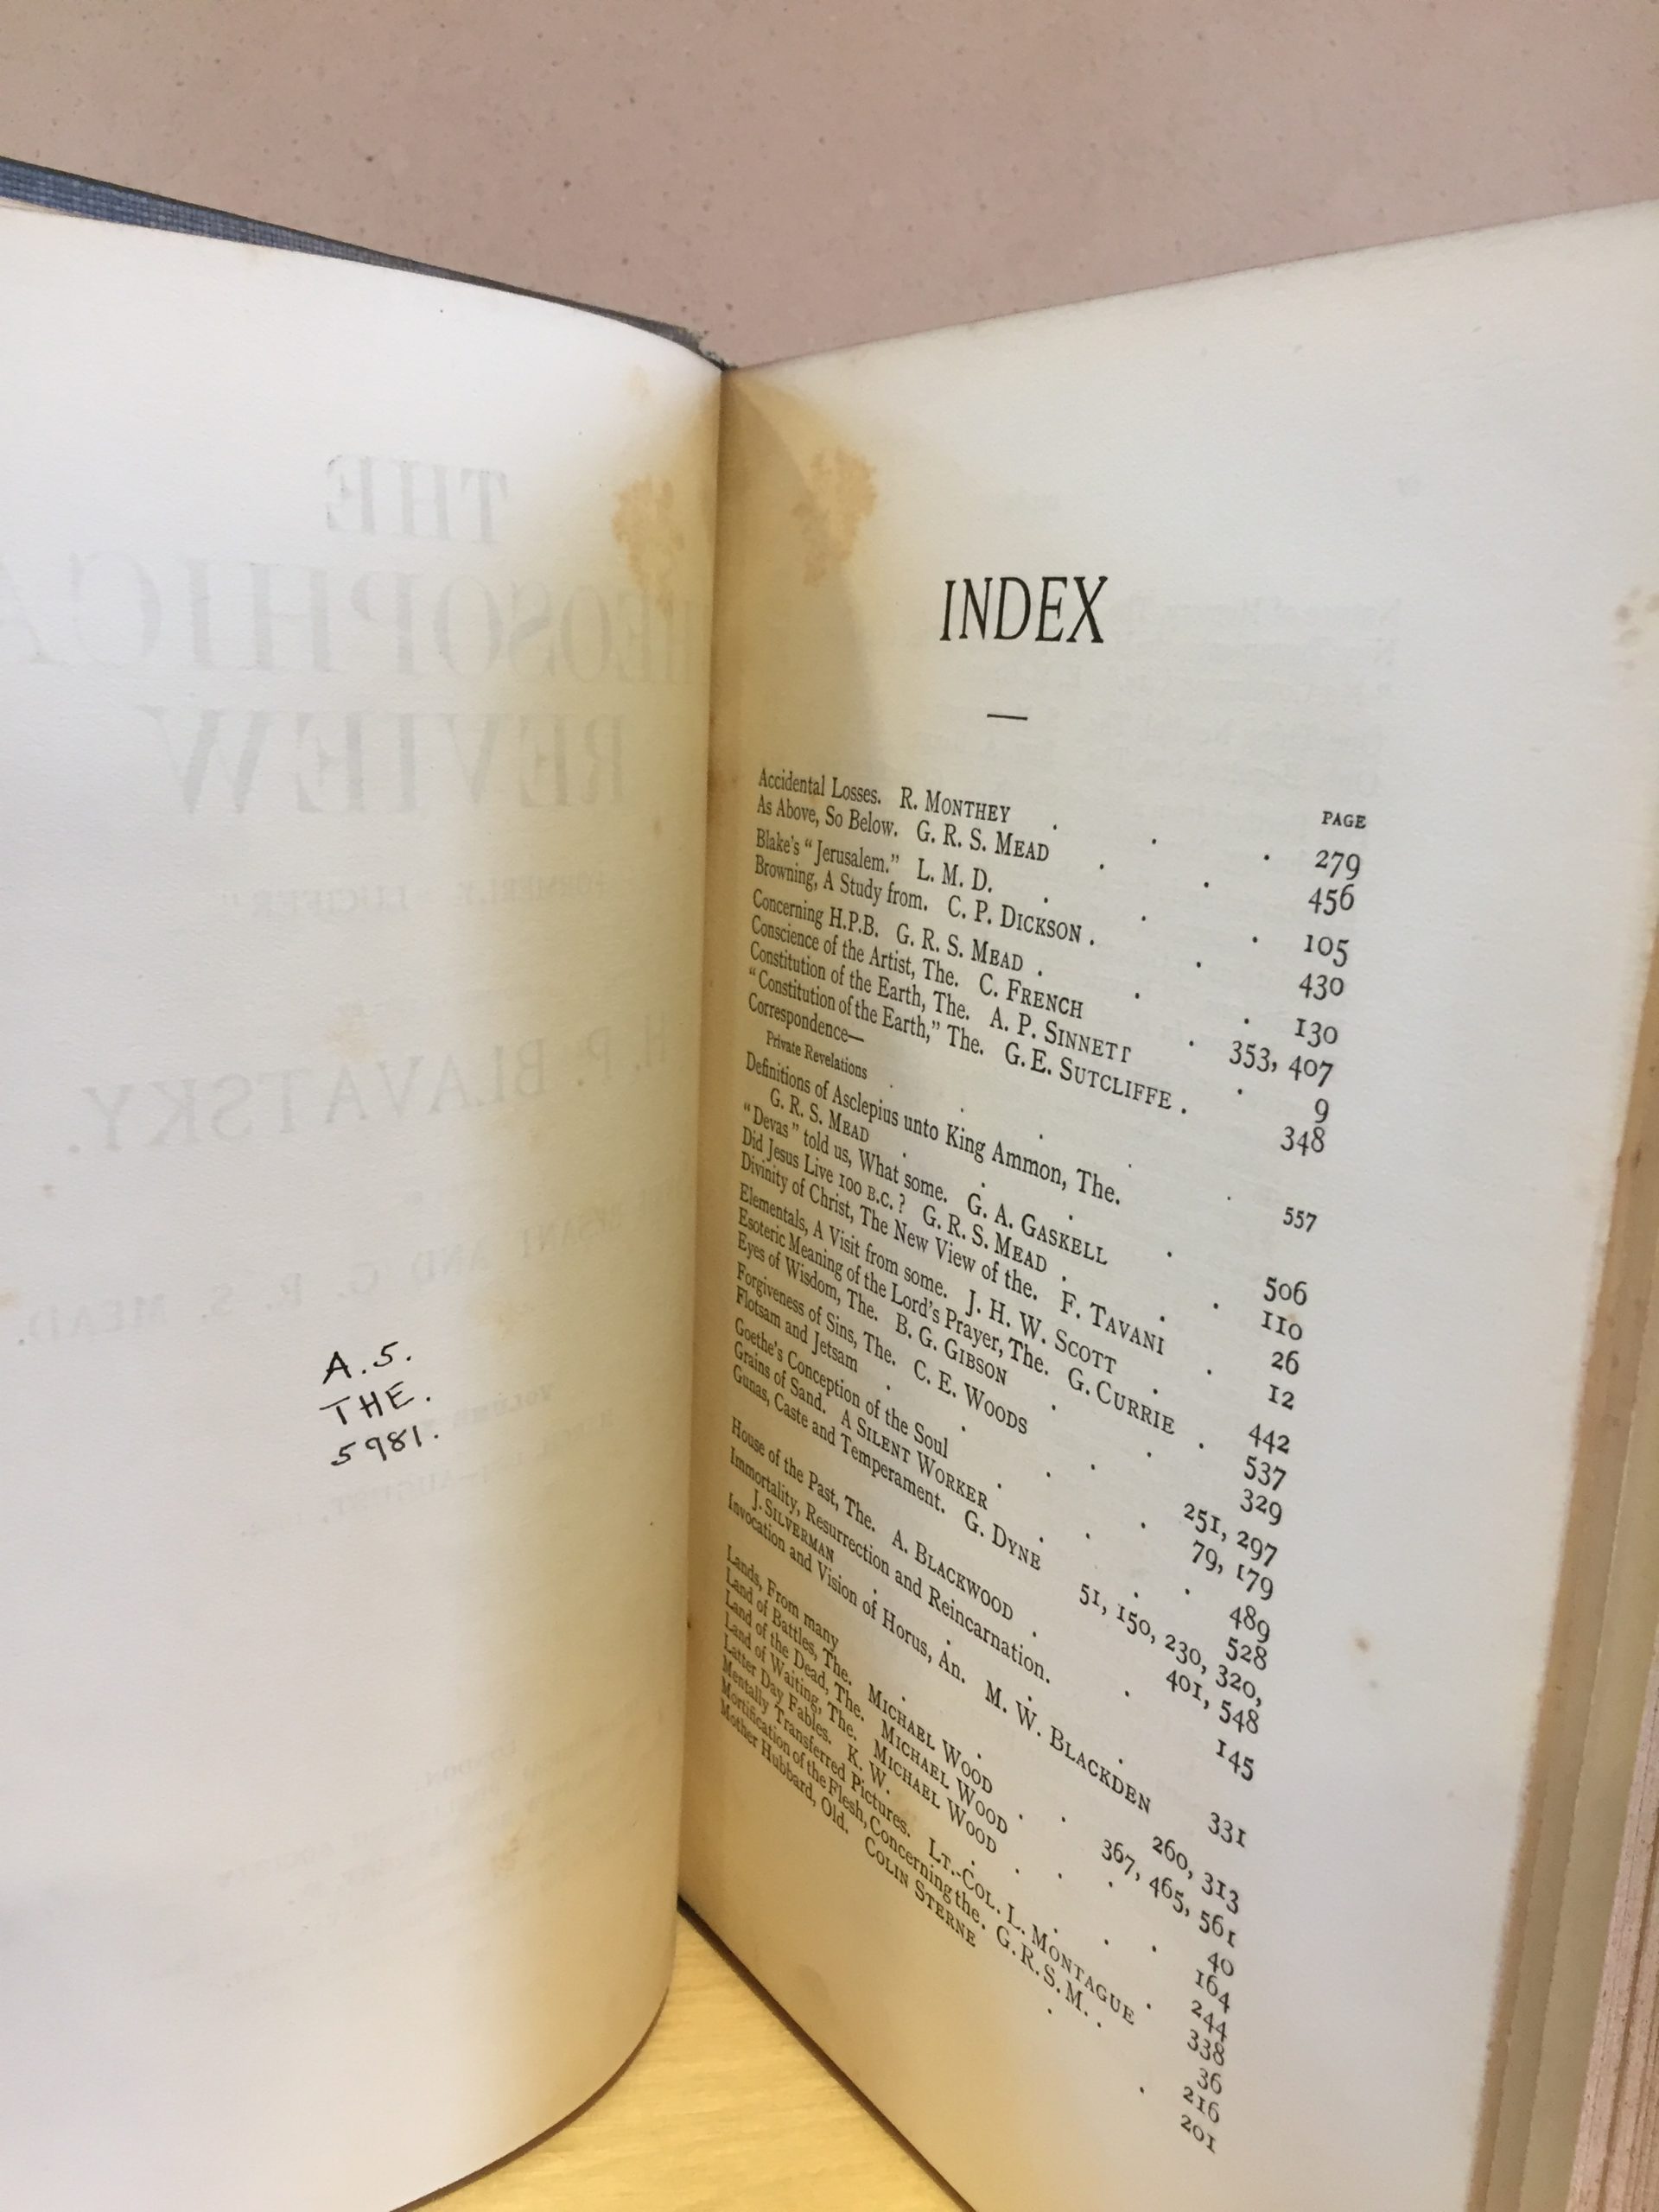 THE
THEOSOPHICA
REVIEW
H.P. BLAVATSKY.
AND G. R. S. MEAD.
A.S.
THE.
5981.
INDEX
PAGE
Accidental Losses. R. MONTHEY
As Above, So Below. G. R. S. MEAD
Blake's "Jerusalem." L. M. D.
Browning, A Study from. C. P. DICKSON
Concerning H.P.B. G. R. S. MEAD
Conscience of the Artist, The. C. FRENCH
Constitution of the Earth, The. A. P. SINNETT
"Constitution of the Earth," The. G. E. SUTCLIFFE
Correspondence—
Private Revelations
Definitions of Asclepius unto King Ammon, The.
G. R. S. MEAD
"Devas" told us, What some. G. A. GASKELL
Did Jesus Live 100 B.C.? G. R. S. MEAD
Divinity of Christ, The New View of the. F. TAVANI
Elementals, A Visit from some. J. H. W. SCOTT
Esoteric Meaning of the Lord's Prayer, The. G. CURRIE
Eyes of Wisdom, The. B. G. GIBSON
Forgiveness of Sins, The. C. E. WOODS
Flotsam and Jetsam
Goethe's Conception of the Soul
Grains of Sand. A SILENT WORKER
Gunas, Caste and Temperament. G. DYNE
House of the Past, The. A. BLACKWOOD
Immortality, Resurrection and Reincarnation.
J. SILVERMAN
Invocation and Vision of Horus, An. M. W. BLACKDEN
Lands, From many
Land of Battles, The. MICHAEL WOOD
Land of the Dead, The. MICHAEL WOOD
Land of Waiting, The. MICHAEL WOOD
Latter Day Fables. K. W.
Mentally Transferred Pictures. LT.-COL. L. MONTAGUE
Mortification of the Flesh, Concerning the. G. R. S. M.
Mother Hubbard, Old. COLIN STERNE
279
456
105
430
130
353, 407
9
348
557
506
110
26
12
442
537
329
251, 297
79, 179
489
528
51, 150, 230, 320,
401, 548
145
331
260, 313
367, 465, 561
40
164
244
338
36
216
201